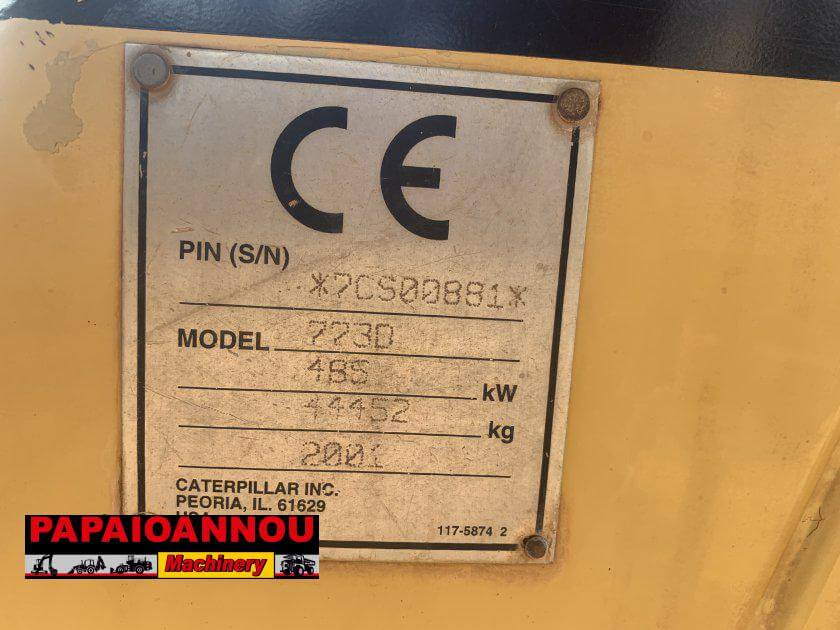 CE
PIN (S/N)
*7CS00881*
MODEL 773D
485 kW
44452 kg
2001
CATERPILLAR INC.
PEORIA, IL. 61629
117-5874 2
PAPAIOANNOU
Machinery